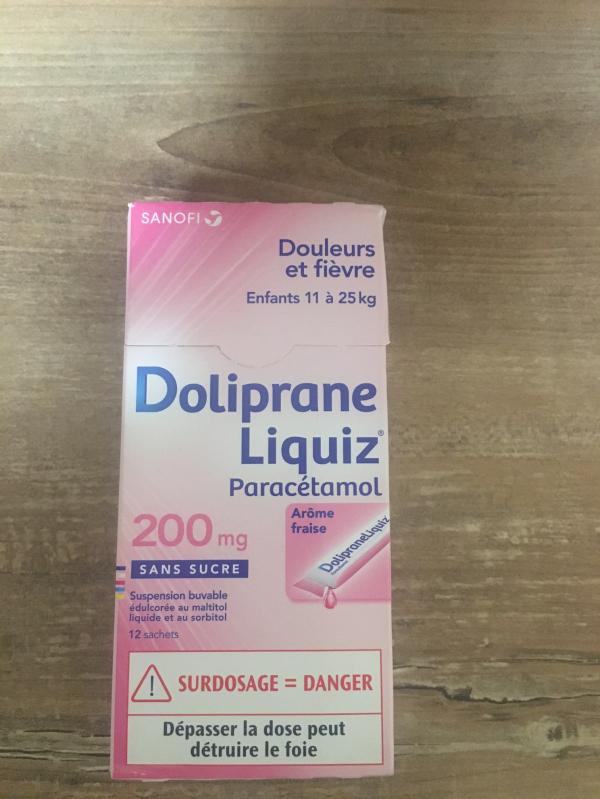 SANOFI
Douleurs
et fièvre
Enfants 11 à 25 kg
Doliprane
Liquiz®
Paracétamol
200 mg
SANS SUCRE
Arôme
fraise
DolipraneLiquiz
Suspension buvable
édulcorée au maltitol
liquide et au sorbitol
12 sachets
SURDOSAGE = DANGER
Dépasser la dose peut
détruire le foie